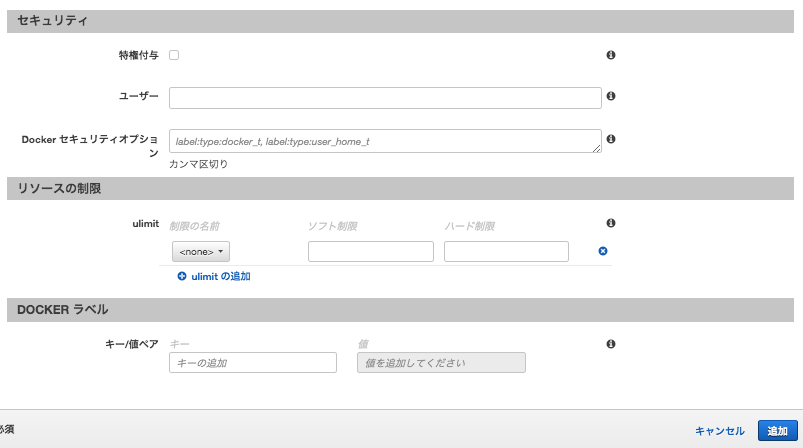 セキュリティ
特権付与
ユーザー
Docker セキュリティオプショ
ン
label:type:docker_t, label:type:user_home_t
カンマ区切り
リソースの制限
ulimit 制限の名前 ソフト制限 ハード制限
<none>
ulimit の追加
DOCKER ラベル
キー/値ペア キー 値
キーの追加 値を追加してください
必須
キャンセル 追加